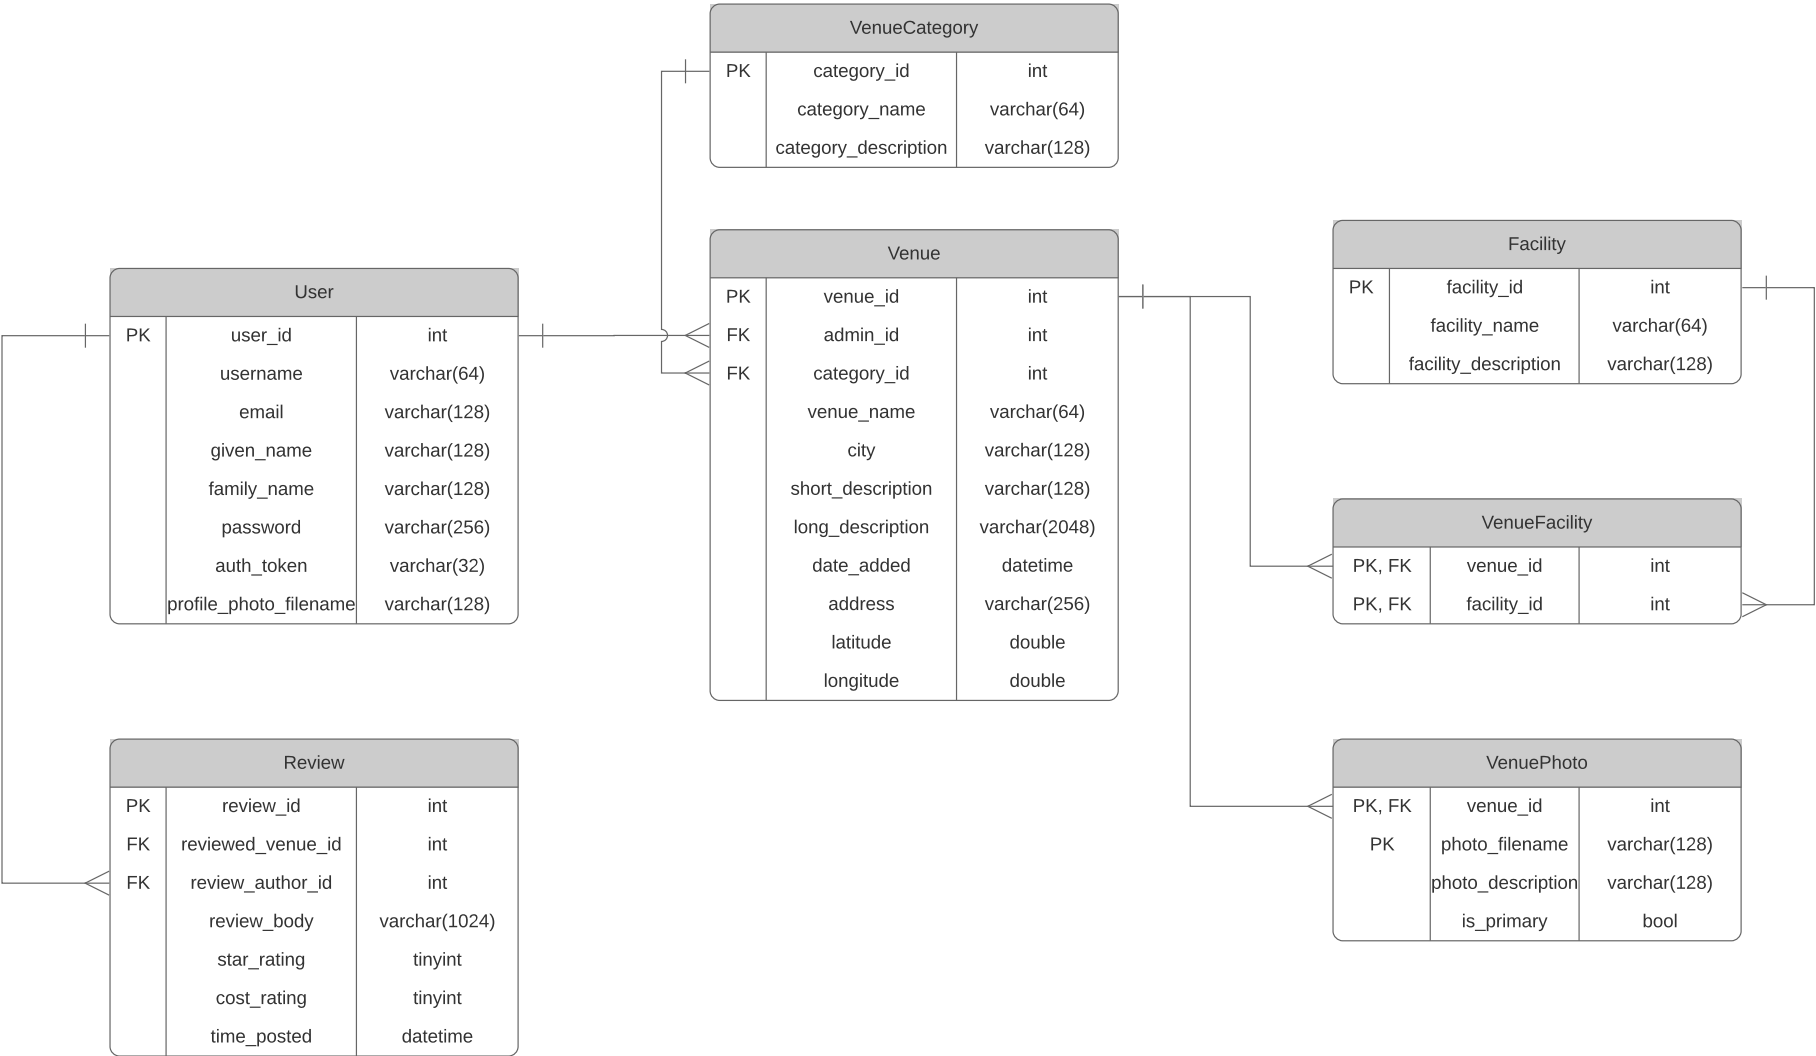 VenueCategory
PK category_id int
category_name varchar(64)
category_description varchar(128)
User
PK user_id int
username varchar(64)
email varchar(128)
given_name varchar(128)
family_name varchar(128)
password varchar(256)
auth_token varchar(32)
profile_photo_filename varchar(128)
Venue
PK venue_id int
FK admin_id int
FK category_id int
venue_name varchar(64)
city varchar(128)
short_description varchar(128)
long_description varchar(2048)
date_added datetime
address varchar(256)
latitude double
longitude double
Facility
PK facility_id int
facility_name varchar(64)
facility_description varchar(128)
VenueFacility
PK, FK venue_id int
PK, FK facility_id int
Review
PK review_id int
FK reviewed_venue_id int
FK review_author_id int
review_body varchar(1024)
star_rating tinyint
cost_rating tinyint
time_posted datetime
VenuePhoto
PK, FK venue_id int
PK photo_filename varchar(128)
photo_description varchar(128)
is_primary bool